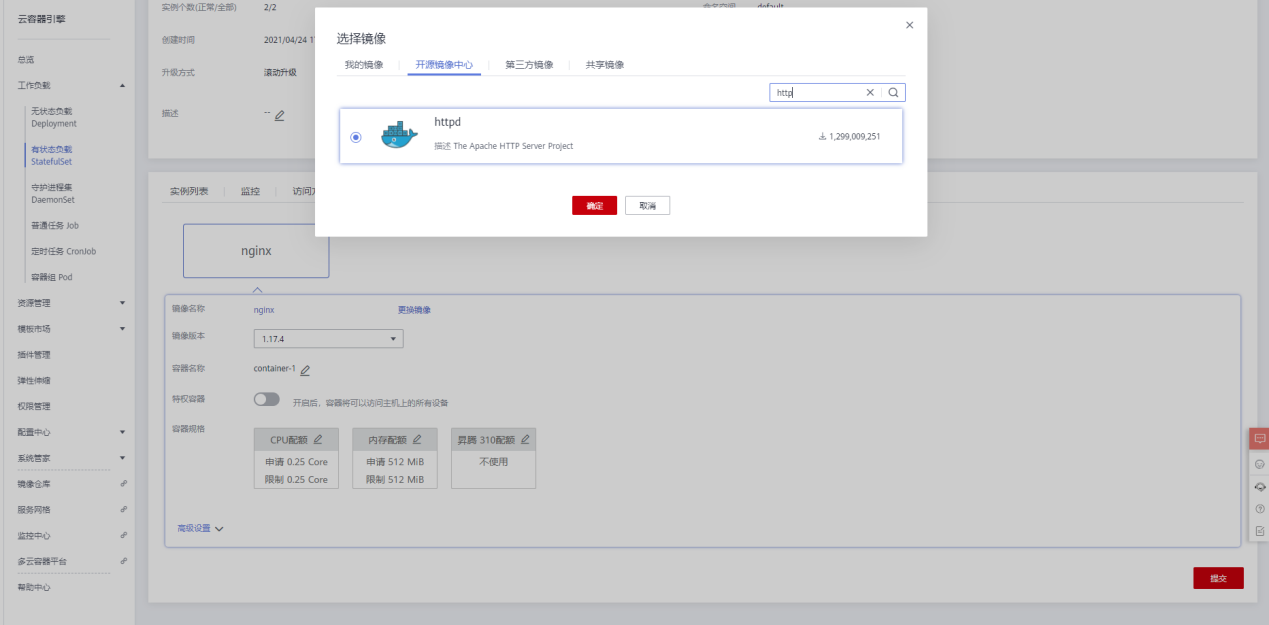 云容器引擎
总览
工作负载
无状态负载
Deployment
有状态负载
StatefulSet
守护进程集
DaemonSet
普通任务 Job
定时任务 CronJob
容器组 Pod
资源管理
模板市场
插件管理
弹性伸缩
权限管理
配置中心
系统管家
镜像仓库
服务网格
监控中心
多云容器平台
帮助中心
实例个数(正常/全部) 2/2
命名空间 default
创建时间 2021/04/24 1
升级方式 滚动升级
描述 --
选择镜像
我的镜像 开源镜像中心 第三方镜像 共享镜像
http
httpd
描述 The Apache HTTP Server Project
1,299,009,251
确定 取消
实例列表 监控 访问
nginx
镜像名称 nginx 更换镜像
镜像版本 1.17.4
容器名称 container-1
特权容器 开启后，容器将可以访问主机上的所有设备
容器规格
CPU配额 内存配额 昇腾 310配额
申请 0.25 Core 申请 512 MiB 不使用
限制 0.25 Core 限制 512 MiB
高级设置
提交